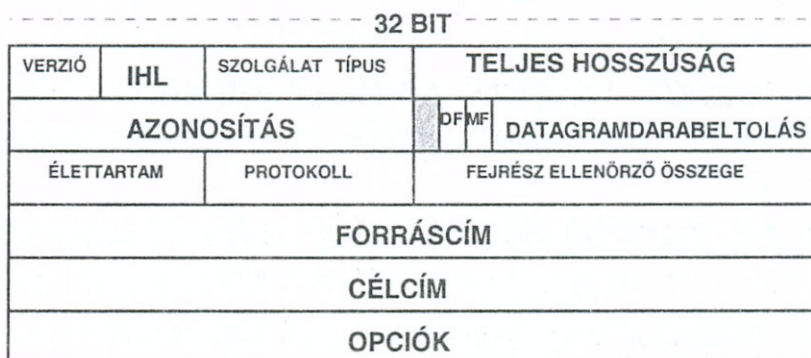 32 BIT
VERZIÓ IHL SZOLGÁLAT TÍPUS TELJES HOSSZÚSÁG
AZONOSÍTÁS DF MF DATAGRAMDARABELTOLÁS
ÉLETTARTAM PROTOKOLL FEJRÉSZ ELLENÖRZŐ ÖSSZEGE
FORRÁSCÍM
CÉLCÍM
OPCIÓK